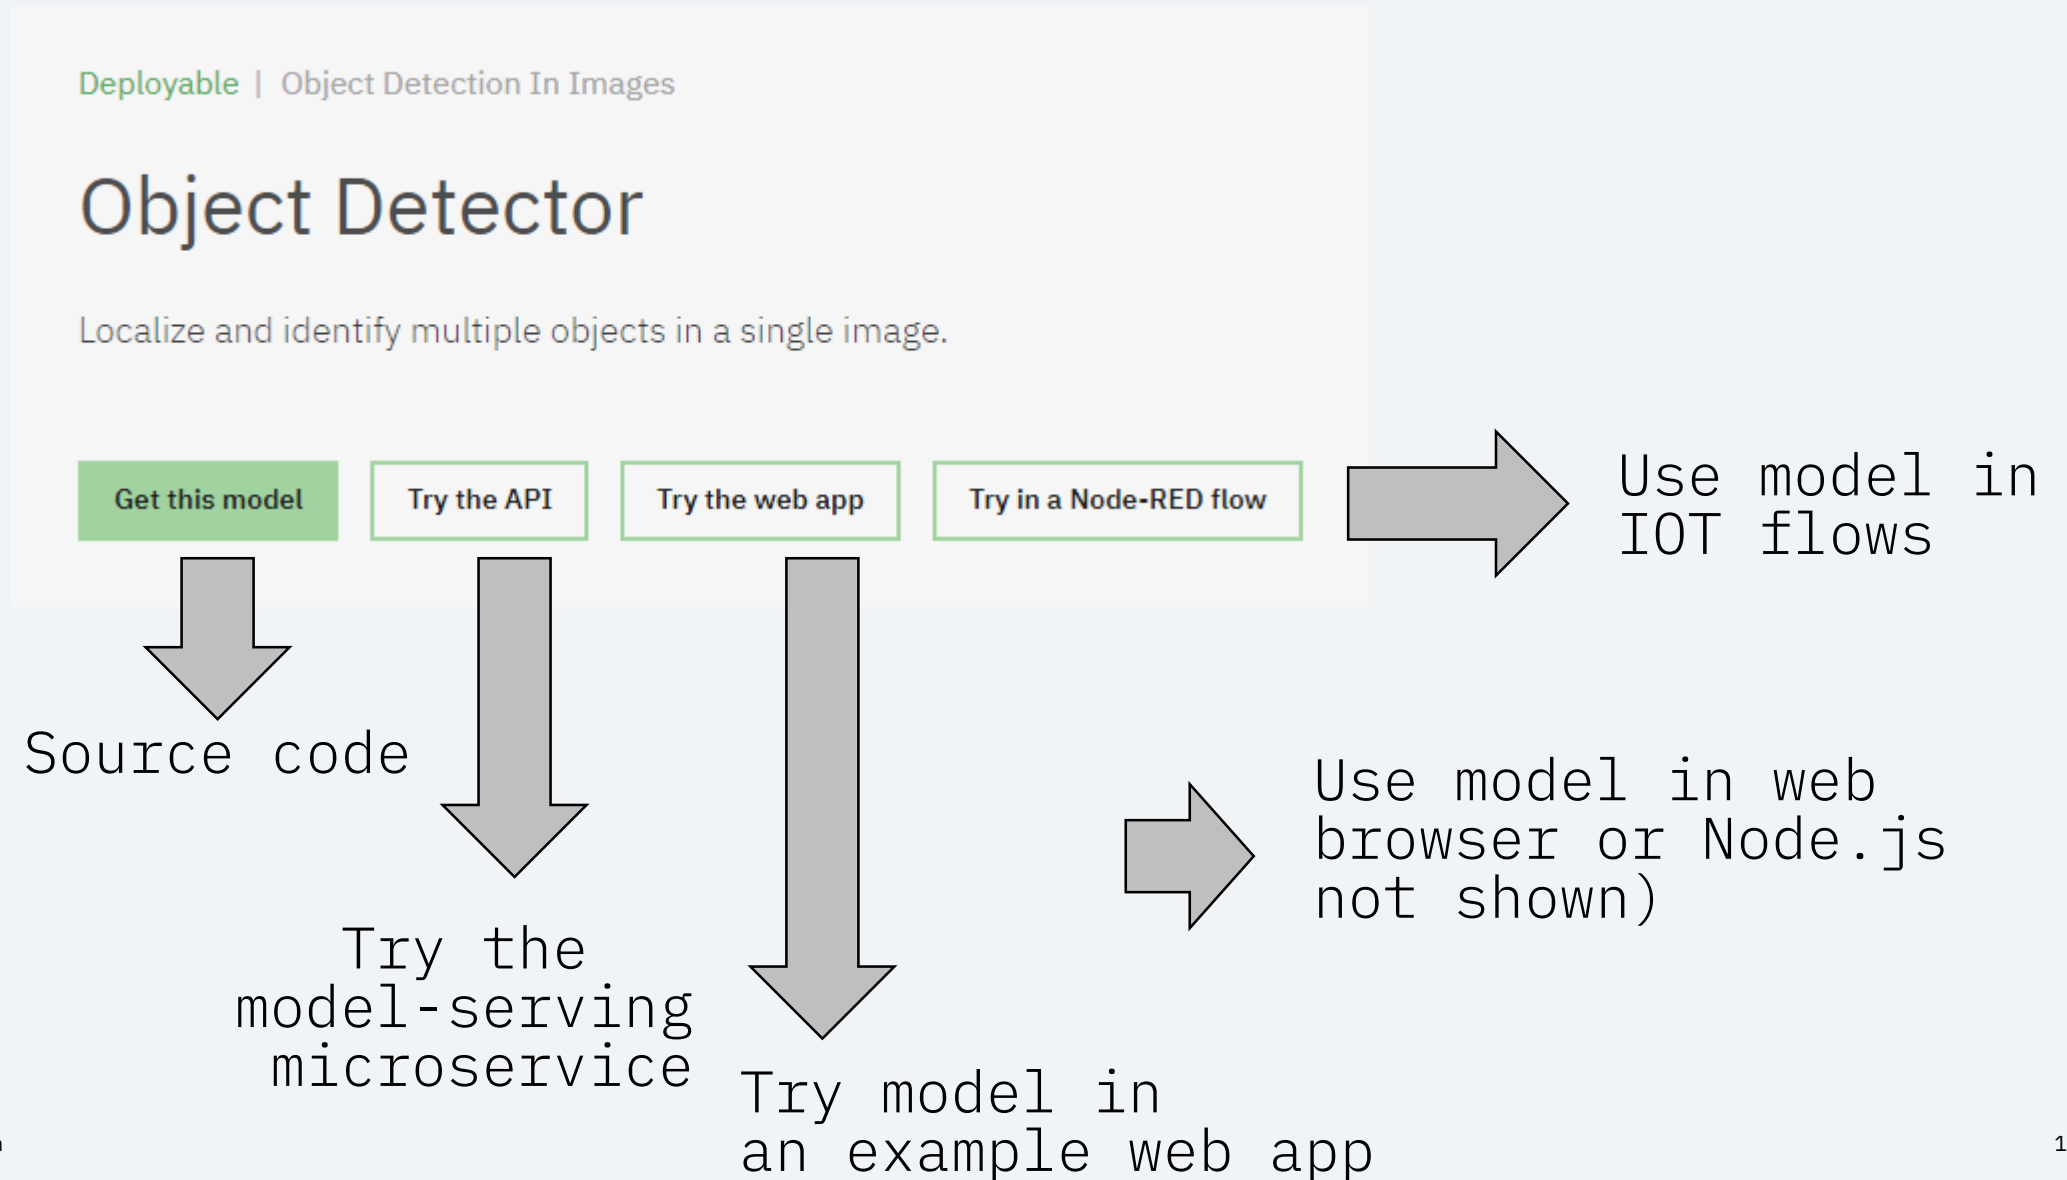 Deployable | Object Detection In Images
Object Detector
Localize and identify multiple objects in a single image.
Get this model
Try the API
Try the web app
Try in a Node-RED flow
Use model in
IOT flows
Source code
Use model in web
browser or Node.js
not shown)
Try the
model-serving
microservice
Try model in
an example web app
1